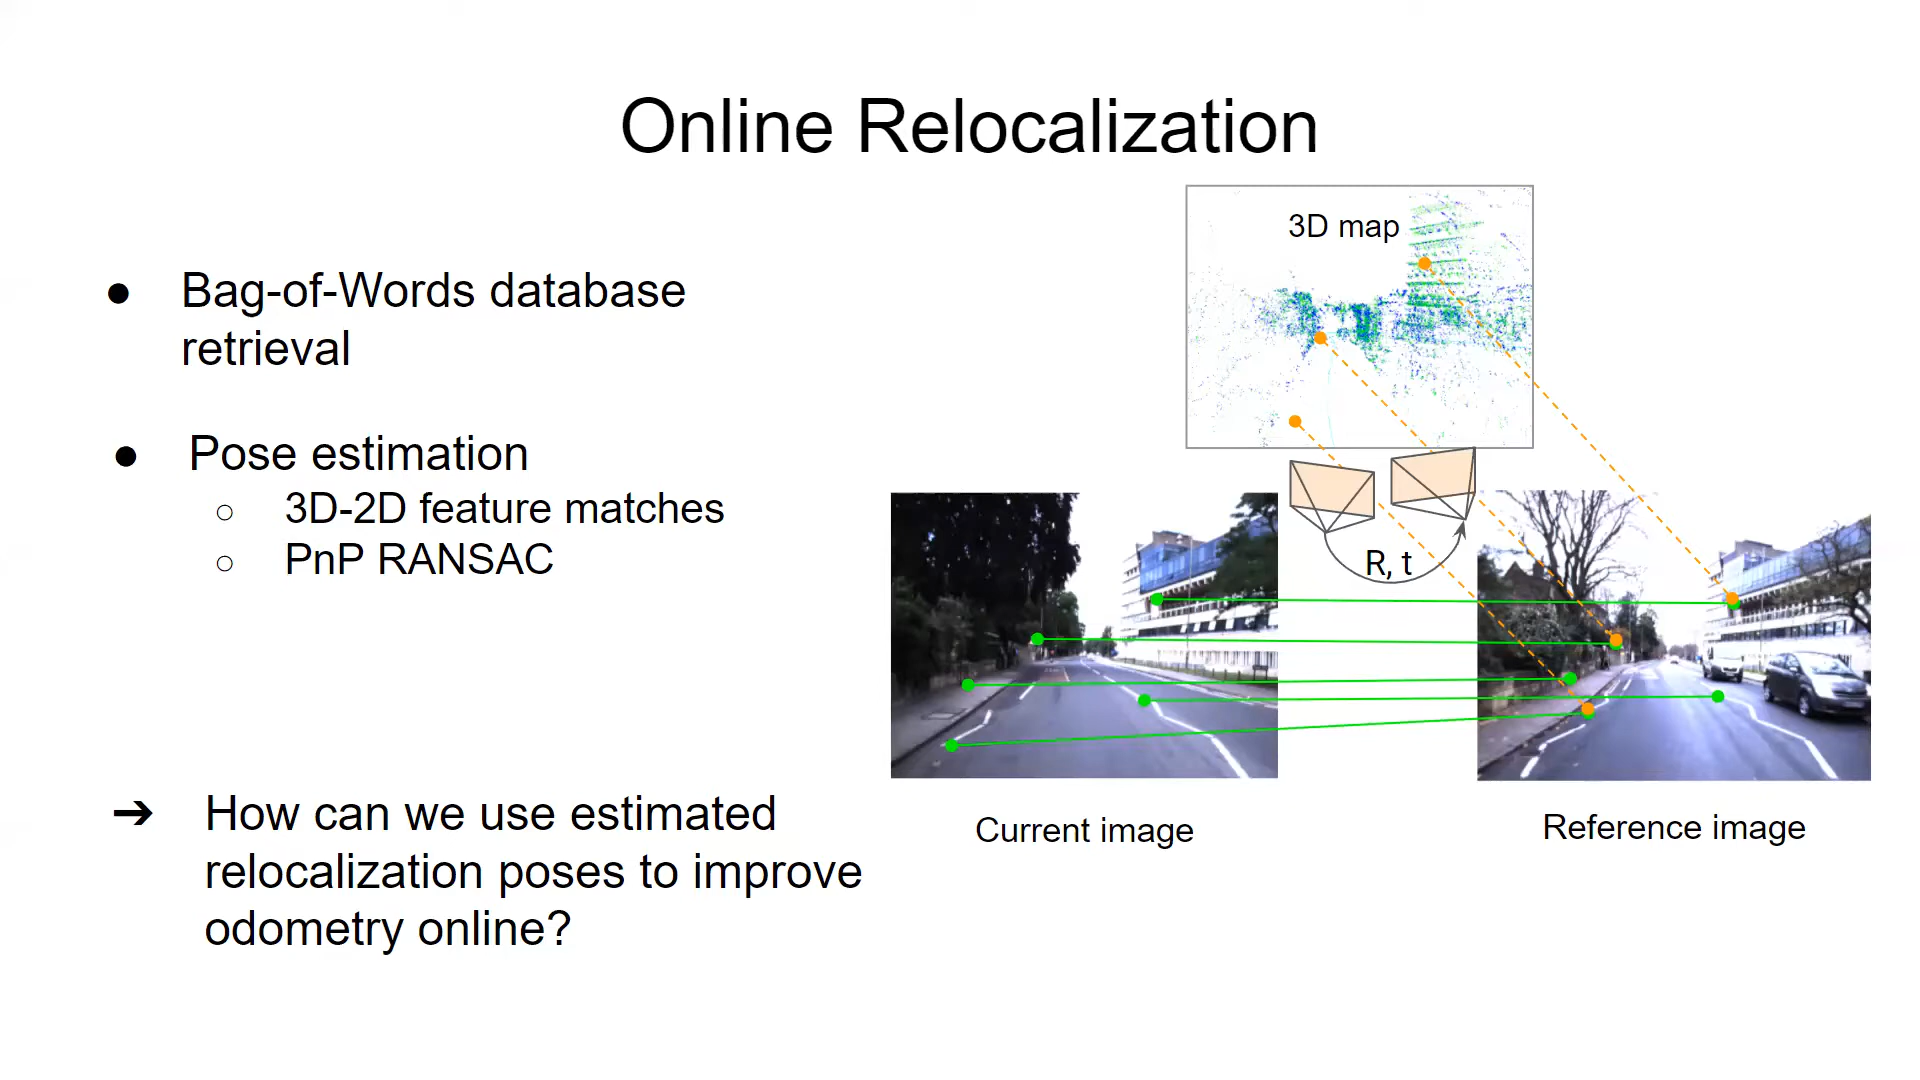 Online Relocalization
● Bag-of-Words database
retrieval
● Pose estimation
○ 3D-2D feature matches
○ PnP RANSAC
➔ How can we use estimated
relocalization poses to improve
odometry online?
3D map
R, t
Current image
Reference image